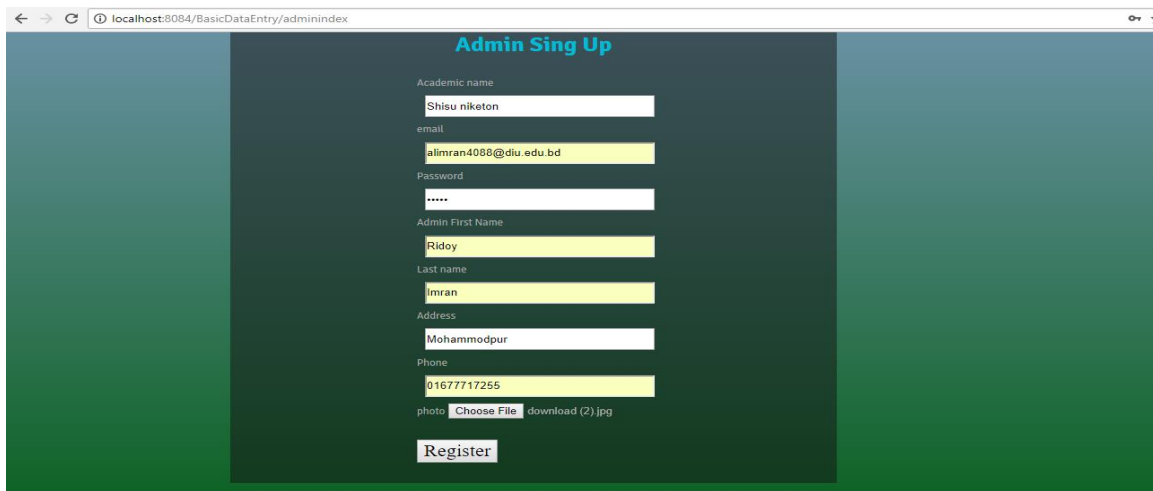 localhost:8084/BasicDataEntry/adminindex
Admin Sing Up
Academic name
Shisu niketon
email
alimran4088@diu.edu.bd
Password
•••••
Admin First Name
Ridoy
Last name
Imran
Address
Mohammodpur
Phone
01677717255
photo Choose File download (2).jpg
Register